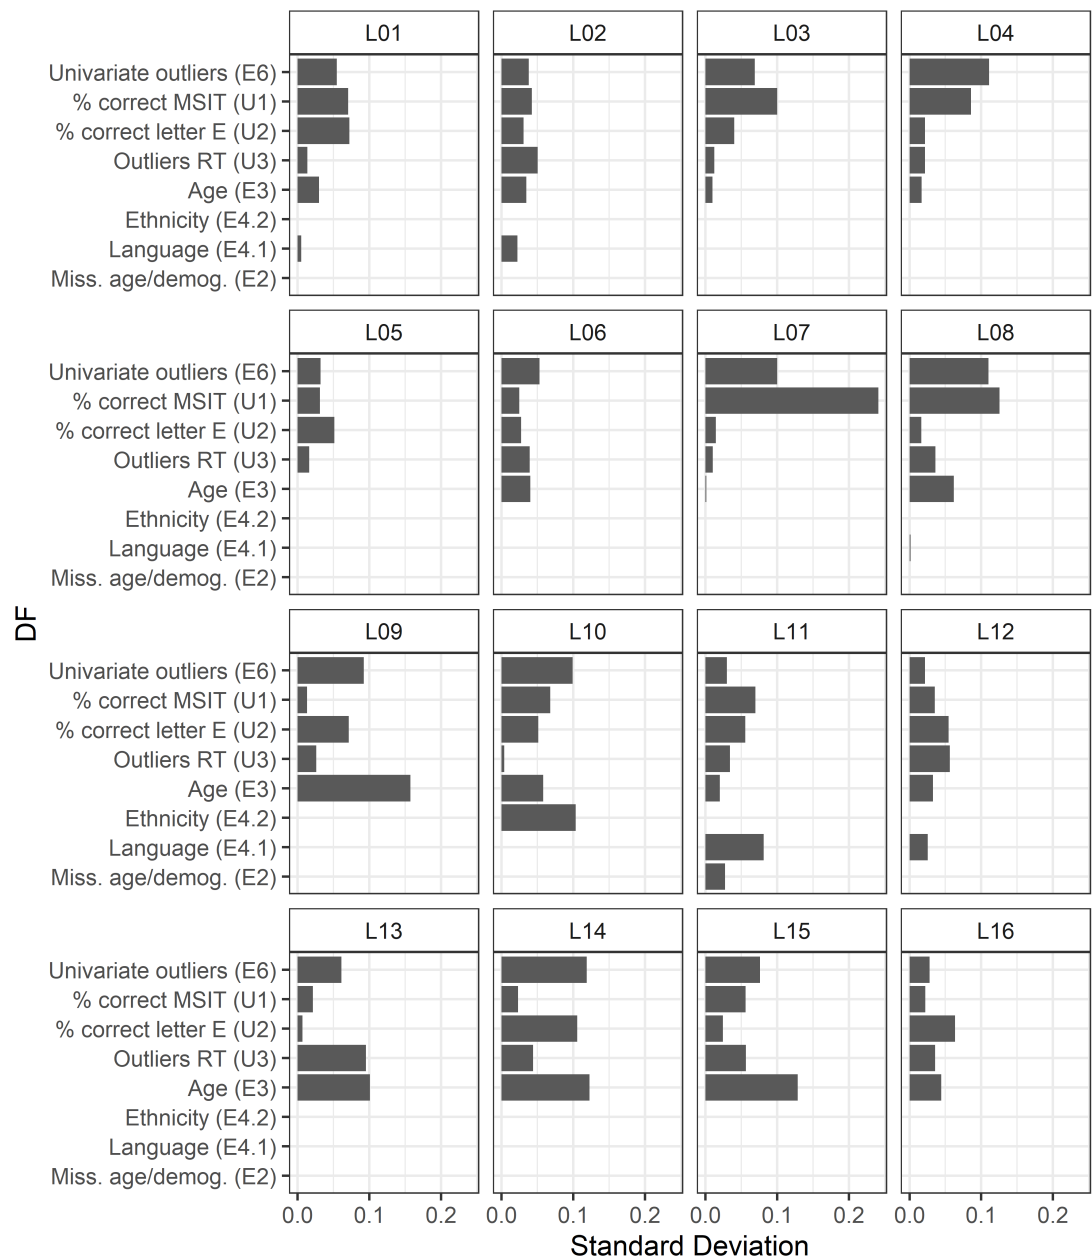 L01 L02 L03 L04
Univariate outliers (E6)
% correct MSIT (U1)
% correct letter E (U2)
Outliers RT (U3)
Age (E3)
Ethnicity (E4.2)
Language (E4.1)
Miss. age/demog. (E2)
L05 L06 L07 L08
Univariate outliers (E6)
% correct MSIT (U1)
% correct letter E (U2)
Outliers RT (U3)
Age (E3)
Ethnicity (E4.2)
Language (E4.1)
Miss. age/demog. (E2)
DF
L09 L10 L11 L12
Univariate outliers (E6)
% correct MSIT (U1)
% correct letter E (U2)
Outliers RT (U3)
Age (E3)
Ethnicity (E4.2)
Language (E4.1)
Miss. age/demog. (E2)
L13 L14 L15 L16
Univariate outliers (E6)
% correct MSIT (U1)
% correct letter E (U2)
Outliers RT (U3)
Age (E3)
Ethnicity (E4.2)
Language (E4.1)
Miss. age/demog. (E2)
0.0 0.1 0.2 0.0 0.1 0.2 0.0 0.1 0.2 0.0 0.1 0.2
Standard Deviation